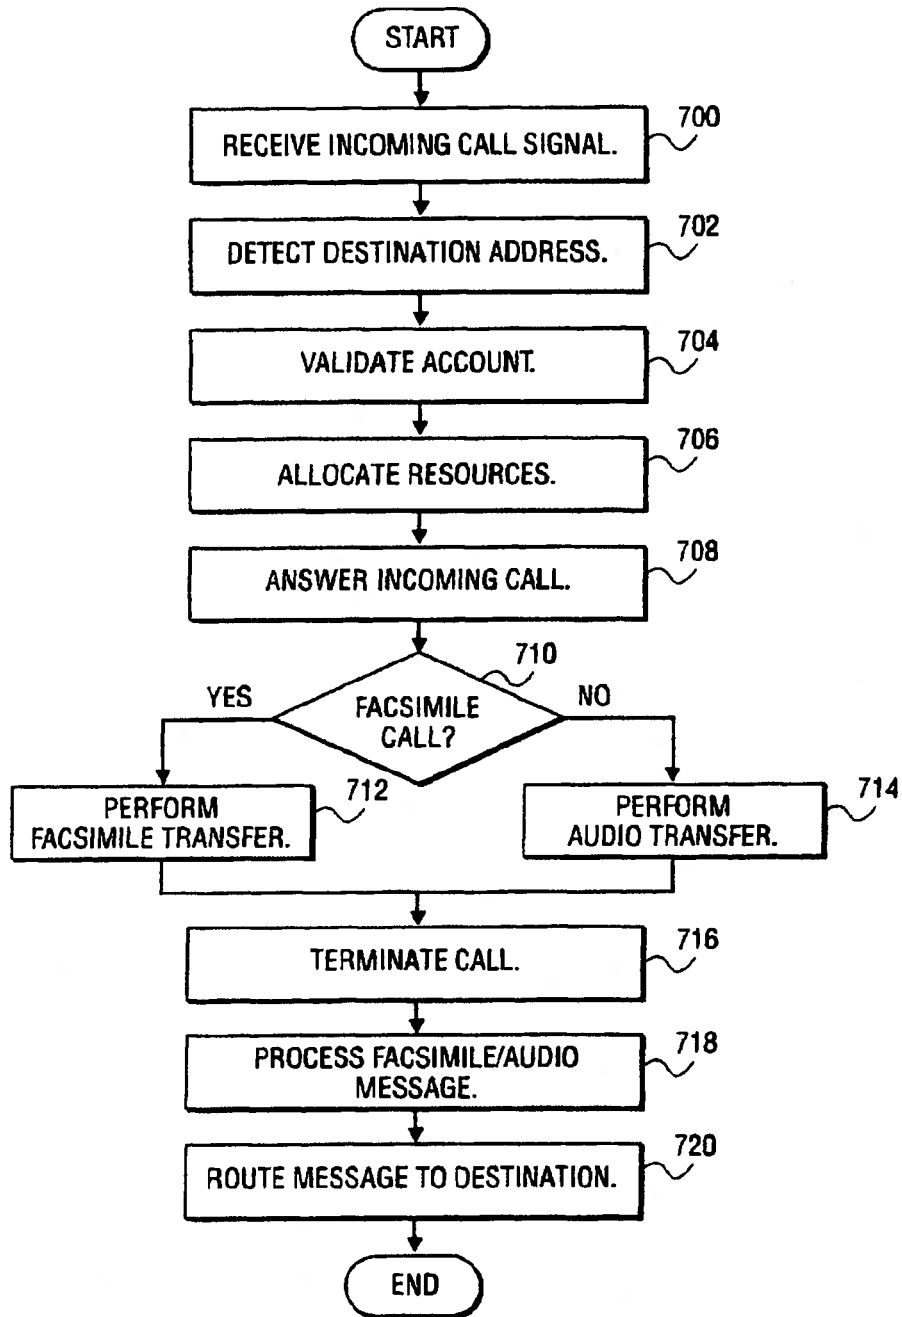 START
RECEIVE INCOMING CALL SIGNAL.
700
DETECT DESTINATION ADDRESS.
702
VALIDATE ACCOUNT.
704
ALLOCATE RESOURCES.
706
ANSWER INCOMING CALL.
708
710
YES
FACSIMILE
CALL?
NO
PERFORM
FACSIMILE TRANSFER.
712
PERFORM
AUDIO TRANSFER.
714
TERMINATE CALL.
716
PROCESS FACSIMILE/AUDIO
MESSAGE.
718
ROUTE MESSAGE TO DESTINATION.
720
END